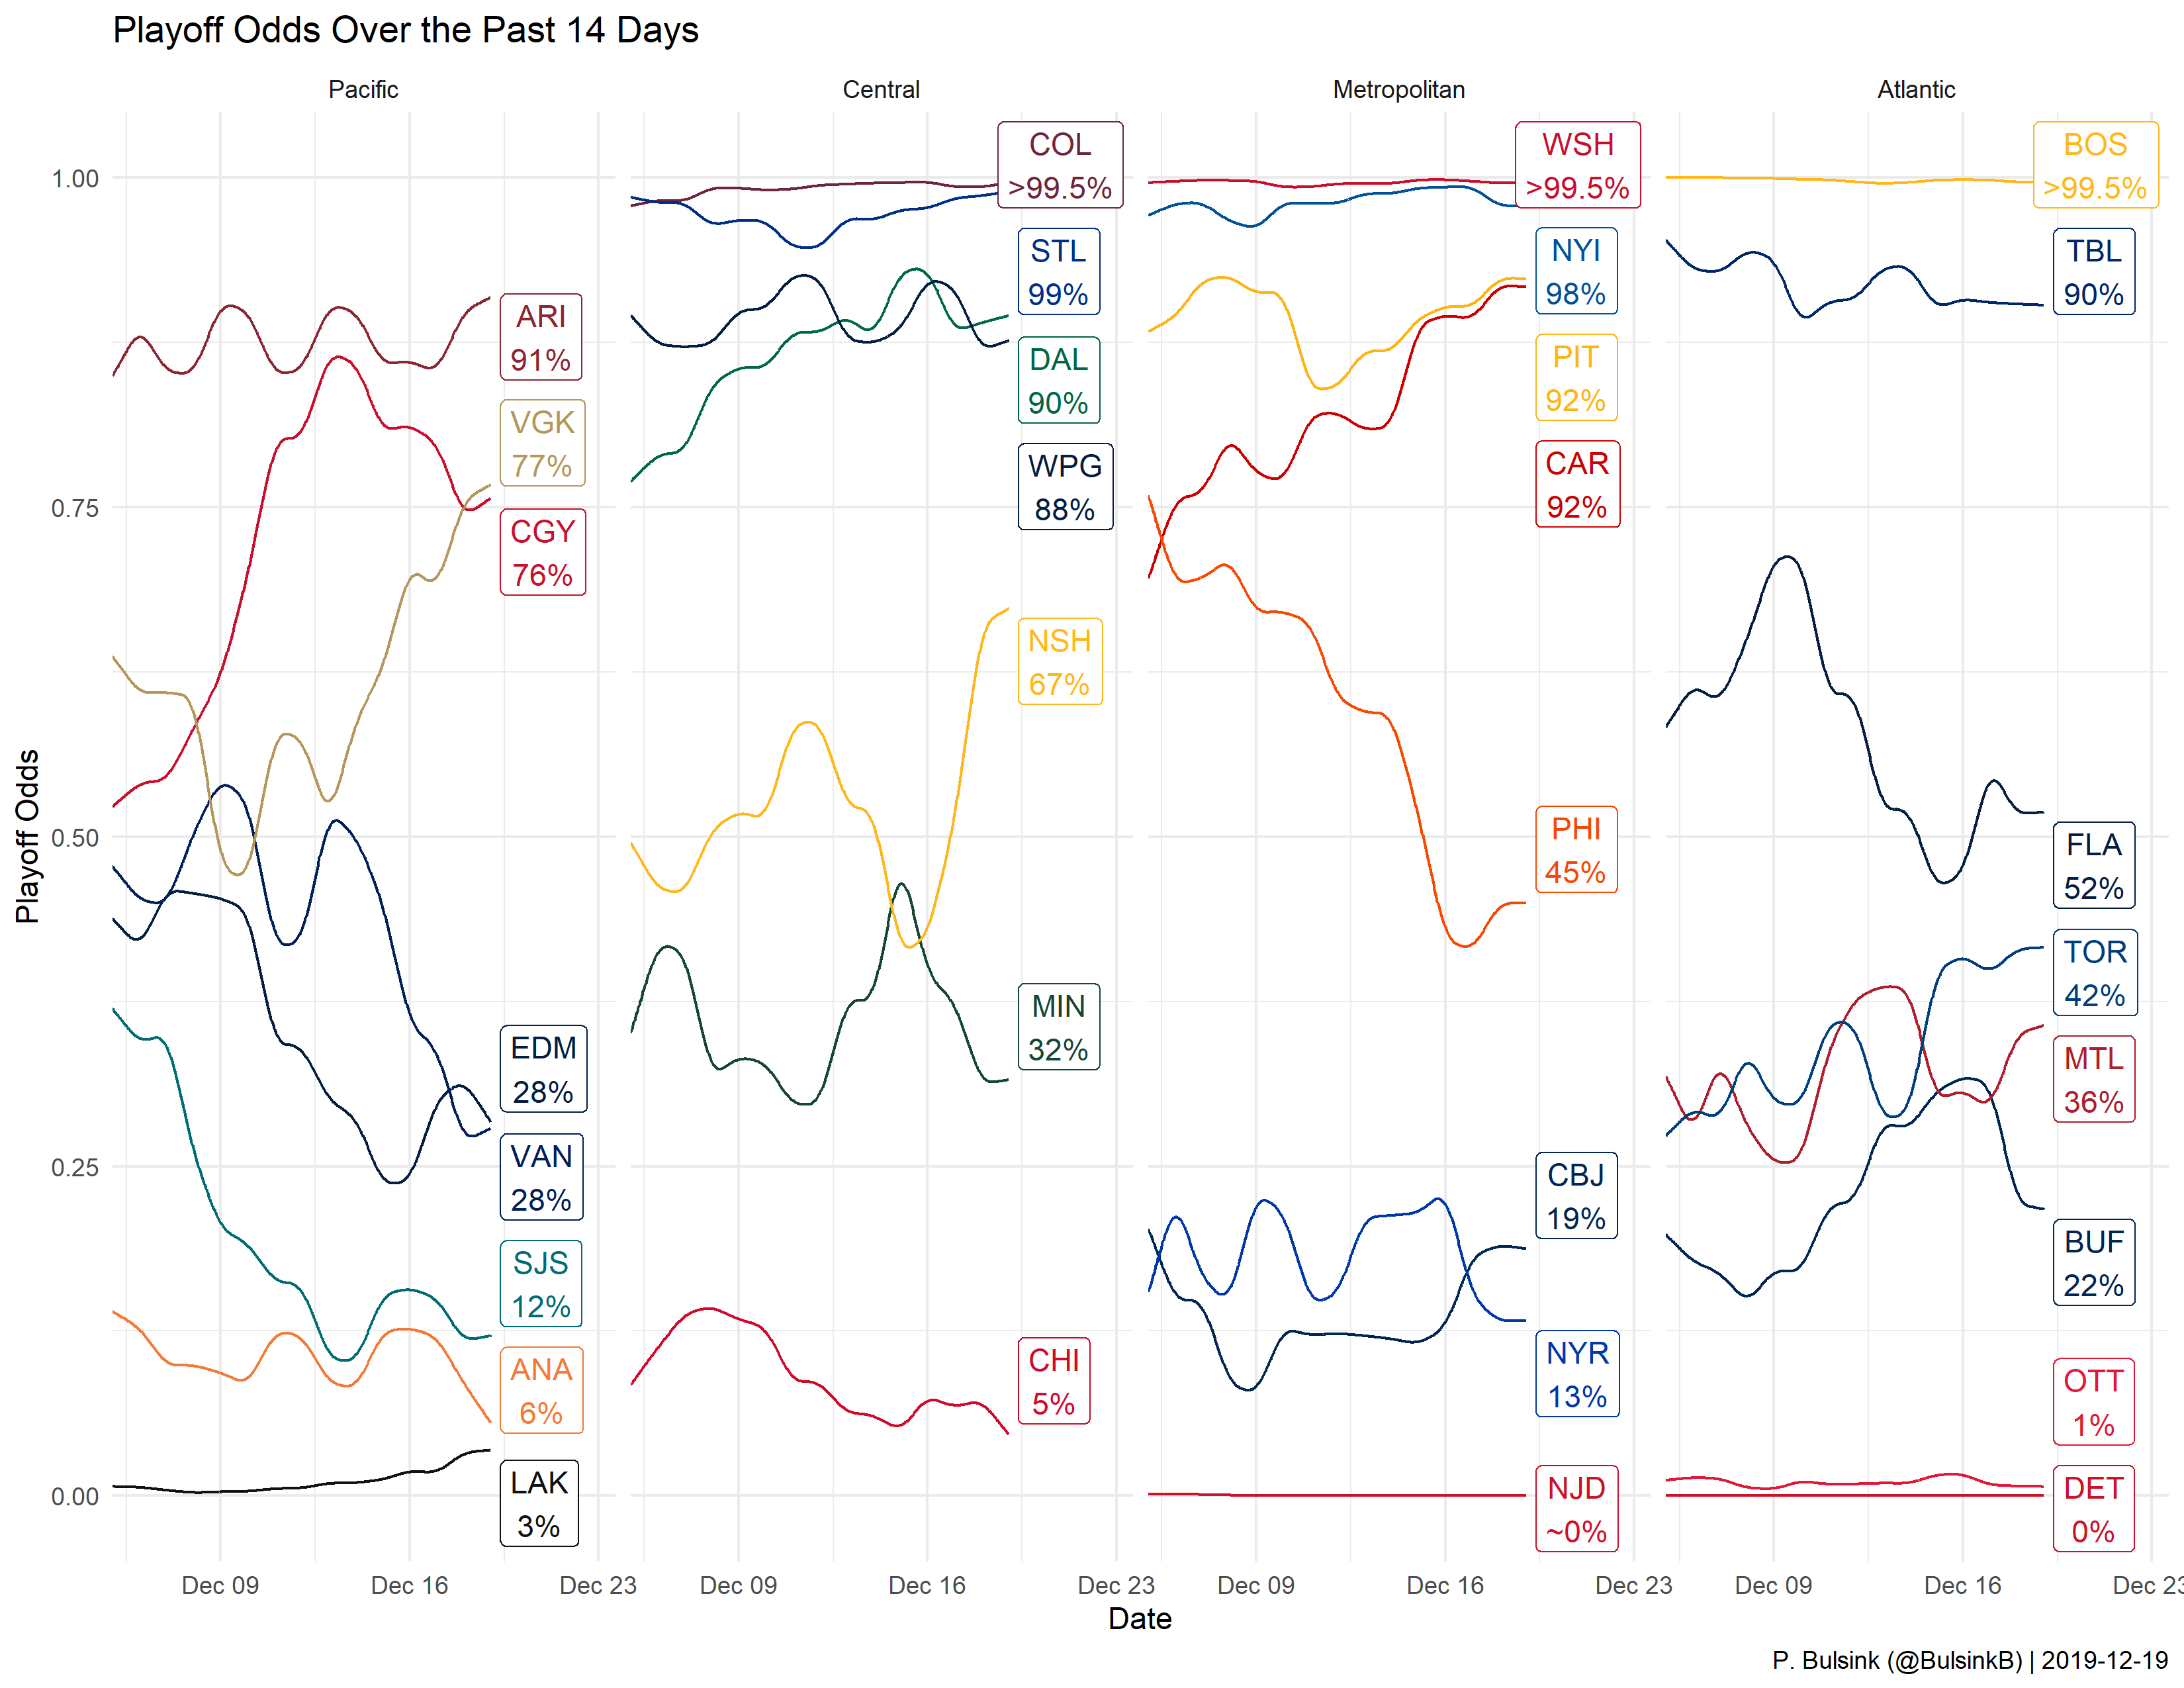 Playoff Odds Over the Past 14 Days
Pacific
Central
Metropolitan
Atlantic
Playoff Odds
1.00
0.75
0.50
0.25
0.00
ARI
91%
VGK
77%
CGY
76%
EDM
28%
VAN
28%
SJS
12%
ANA
6%
LAK
3%
COL
>99.5%
STL
99%
DAL
90%
WPG
88%
NSH
67%
MIN
32%
CHI
5%
WSH
>99.5%
NYI
98%
PIT
92%
CAR
92%
PHI
45%
CBJ
19%
NYR
13%
NJD
~0%
BOS
>99.5%
TBL
90%
FLA
52%
TOR
42%
MTL
36%
BUF
22%
OTT
1%
DET
0%
Dec 09 Dec 16 Dec 23 Dec 09 Dec 16 Dec 23 Dec 09 Dec 16 Dec 23 Dec 09 Dec 16 Dec 23
Date
P. Bulsink (@BulsinkB) | 2019-12-19